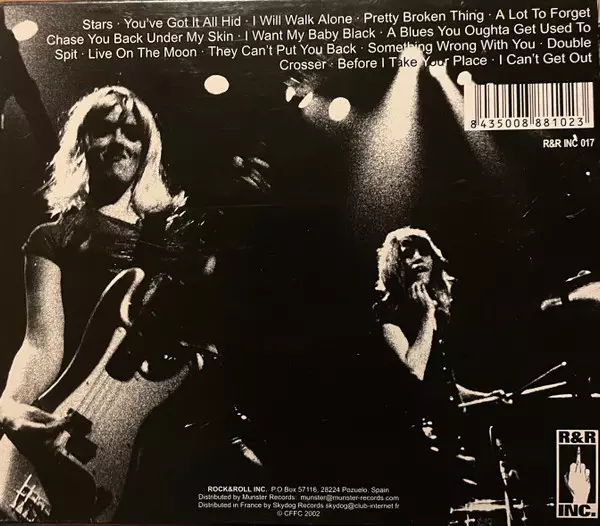 Stars · You've Got It All Hid · I Will Walk Alone · Pretty Broken Thing · A Lot To Forget
Chase You Back Under My Skin · I Want My Baby Black · A Blues You Oughta Get Used To
Spit · Live On The Moon · They Can't Put You Back · Something Wrong With You · Double
Crosser · Before I Take Your Place · I Can't Get Out
8 435008 881023
R&R INC 017
R&R
INC.
ROCK&ROLL INC. P.O Box 57116, 28224 Pozuelo. Spain
Distributed by Munster Records: munster@munster-records.com
Distributed in France by Skydog Records skydog@club-internet.fr
© CFFC 2002